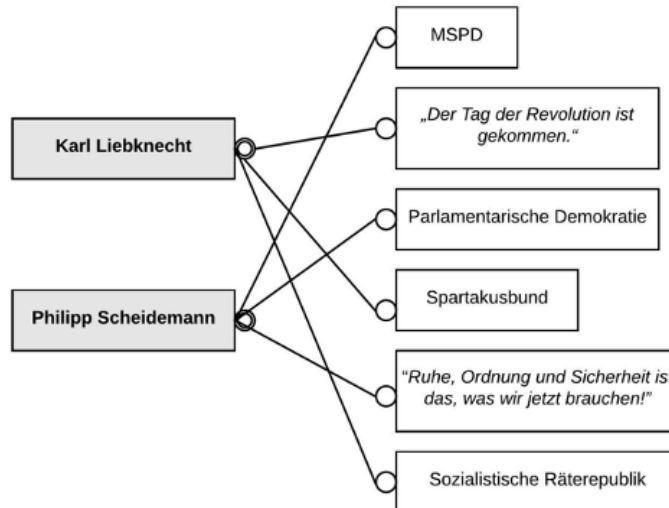 MSPD
„Der Tag der Revolution ist
gekommen.“
Karl Liebknecht
Parlamentarische Demokratie
Spartakusbund
Philipp Scheidemann
“Ruhe, Ordnung und Sicherheit is
das, was wir jetzt brauchen!”
Sozialistische Räterepublik